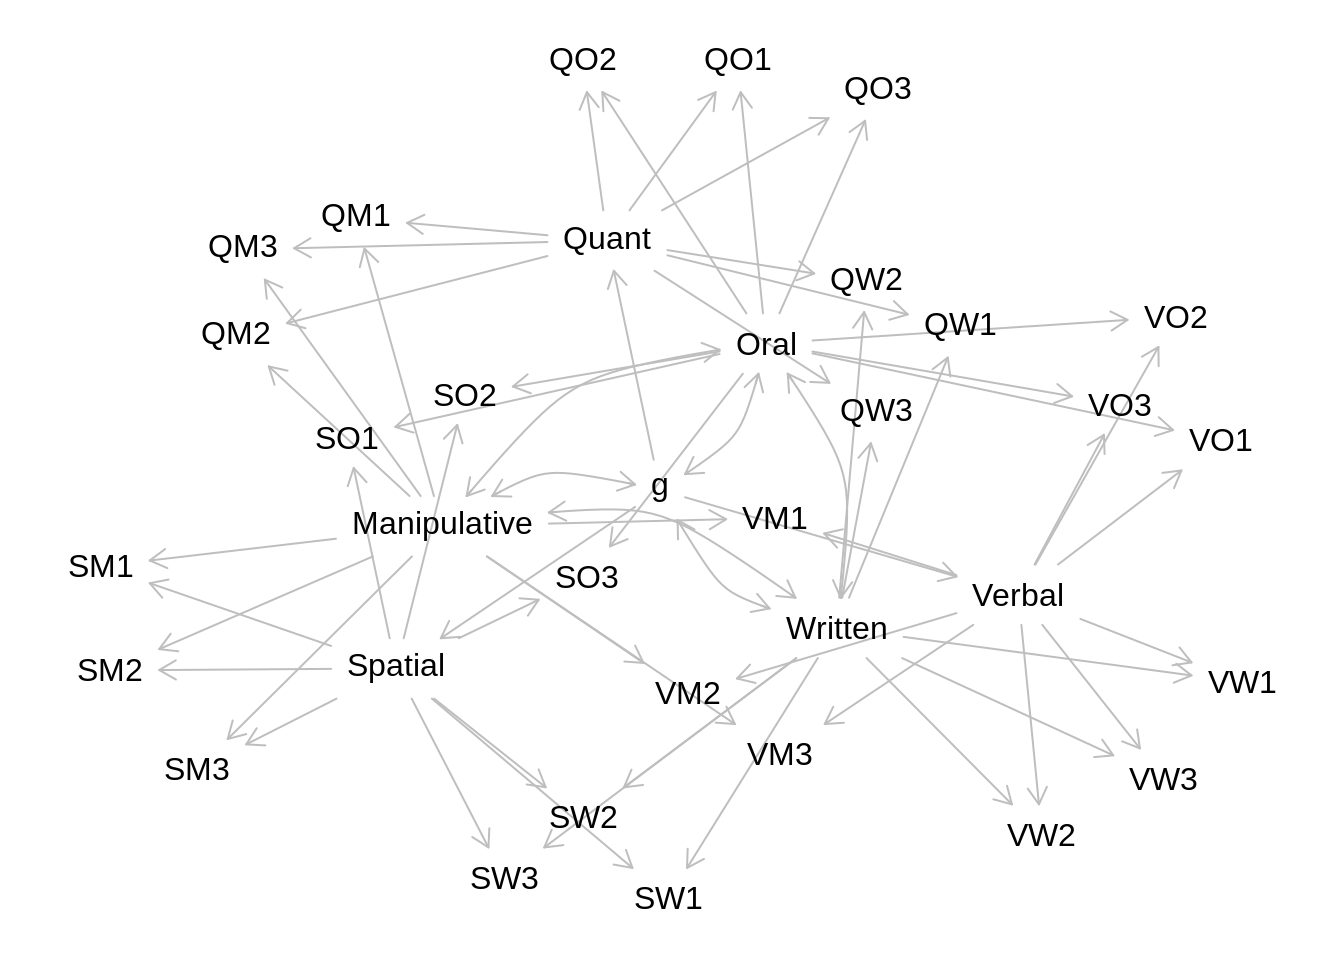 QO2
QO1
QO3
QM1
Quant
QM3
QW2
VO2
QW1
QM2
Oral
SO2
VO3
QW3
SO1
VO1
g
VM1
Manipulative
SM1
SO3
Verbal
Written
Spatial
SM2
VW1
VM2
VM3
SM3
VW3
SW2
VW2
SW3
SW1